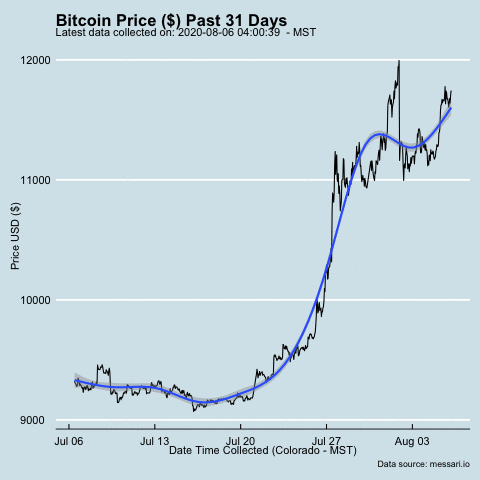 Bitcoin Price ($) Past 31 Days
Latest data collected on: 2020-08-06 04:00:39  - MST
Price USD ($)
12000
11000
10000
9000
Jul 06
Jul 13
Jul 20
Jul 27
Aug 03
Date Time Collected (Colorado - MST)
Data source: messari.io